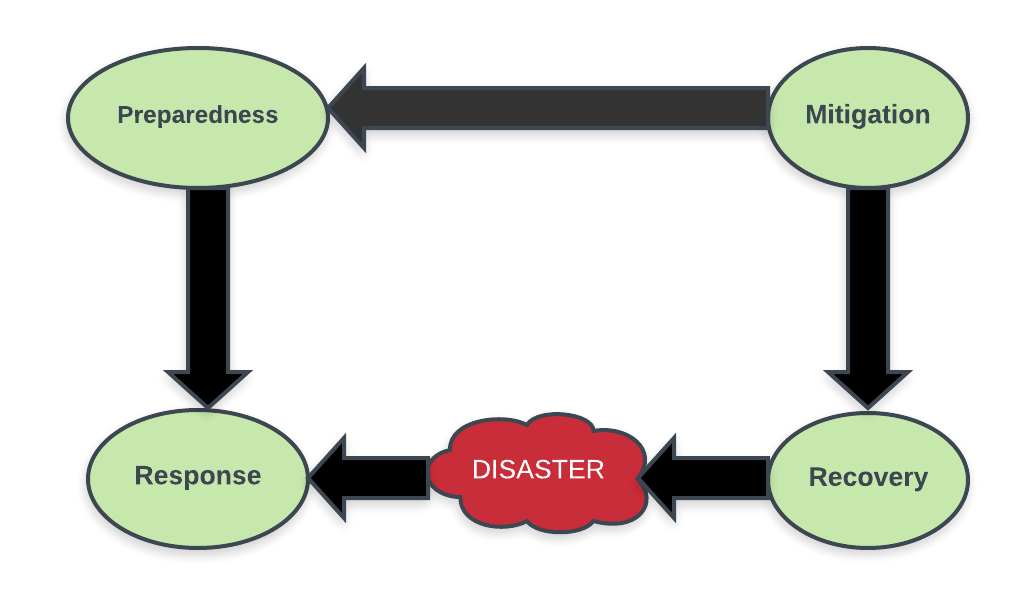 Preparedness
Mitigation
Response
DISASTER
Recovery